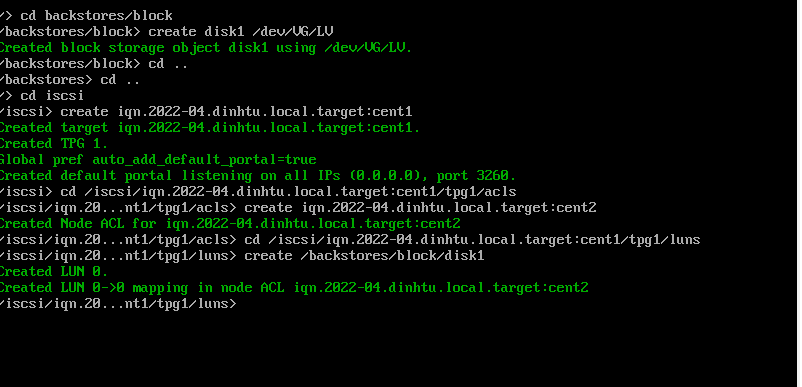 /> cd backstores/block
/backstores/block> create disk1 /dev/VG/LV
Created block storage object disk1 using /dev/VG/LV.
/backstores/block> cd ..
/backstores> cd ..
/> cd iscsi
/iscsi> create iqn.2022-04.dinhtu.local.target:cent1
Created target iqn.2022-04.dinhtu.local.target:cent1.
Created TPG 1.
Global pref auto_add_default_portal=true
Created default portal listening on all IPs (0.0.0.0), port 3260.
/iscsi> cd /iscsi/iqn.2022-04.dinhtu.local.target:cent1/tpg1/acls
/iscsi/iqn.20...nt1/tpg1/acls> create iqn.2022-04.dinhtu.local.target:cent2
Created Node ACL for iqn.2022-04.dinhtu.local.target:cent2
/iscsi/iqn.20...nt1/tpg1/acls> cd /iscsi/iqn.2022-04.dinhtu.local.target:cent1/tpg1/luns
/iscsi/iqn.20...nt1/tpg1/luns> create /backstores/block/disk1
Created LUN 0.
Created LUN 0->0 mapping in node ACL iqn.2022-04.dinhtu.local.target:cent2
/iscsi/iqn.20...nt1/tpg1/luns>